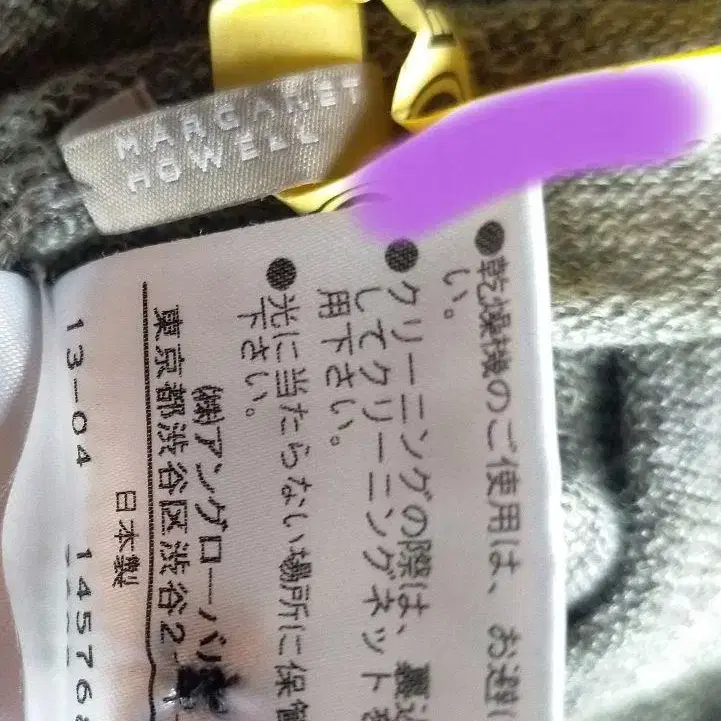 MARGARET
HOWELL
●乾燥機のご使用は、お避け
い。
●クリーニングの際は、裏返
してクリーニングネットを
用下さい。
●光に当たらない場所に保管
下さい。
㈱アングローバル
東京都渋谷区渋谷2-
日本製
13-04 14576